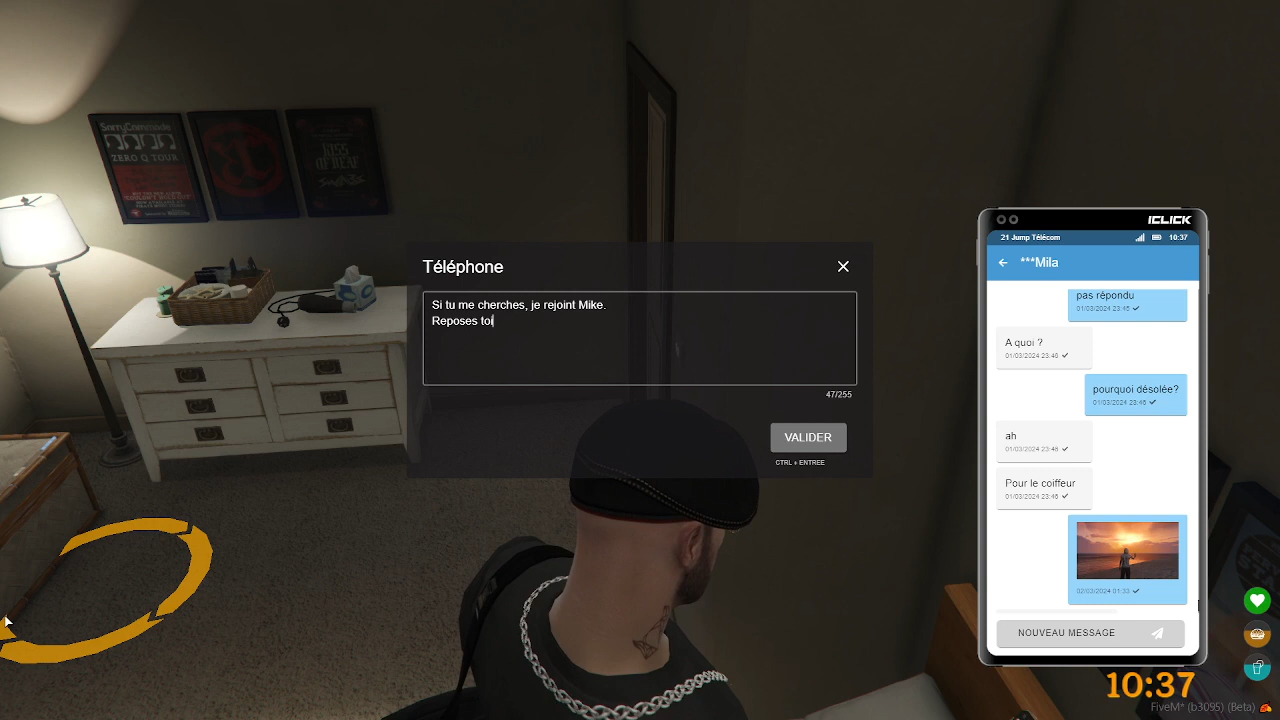 SorryCommode
ZERO Q TOUR
KISS
OF DEAF
Téléphone
Si tu me cherches, je rejoint Mike.
Reposes toi
47/255
VALIDER
CTRL + ENTREE
ICLICK
21 Jump Télécom
10:37
***Mila
pas répondu
01/03/2024 23:46
A quoi ?
01/03/2024 23:46
pourquoi désolée?
01/03/2024 23:46
ah
01/03/2024 23:46
Pour le coiffeur
01/03/2024 23:46
02/03/2024 01:33
NOUVEAU MESSAGE
10:37
FiveM* (b3095) (Beta)